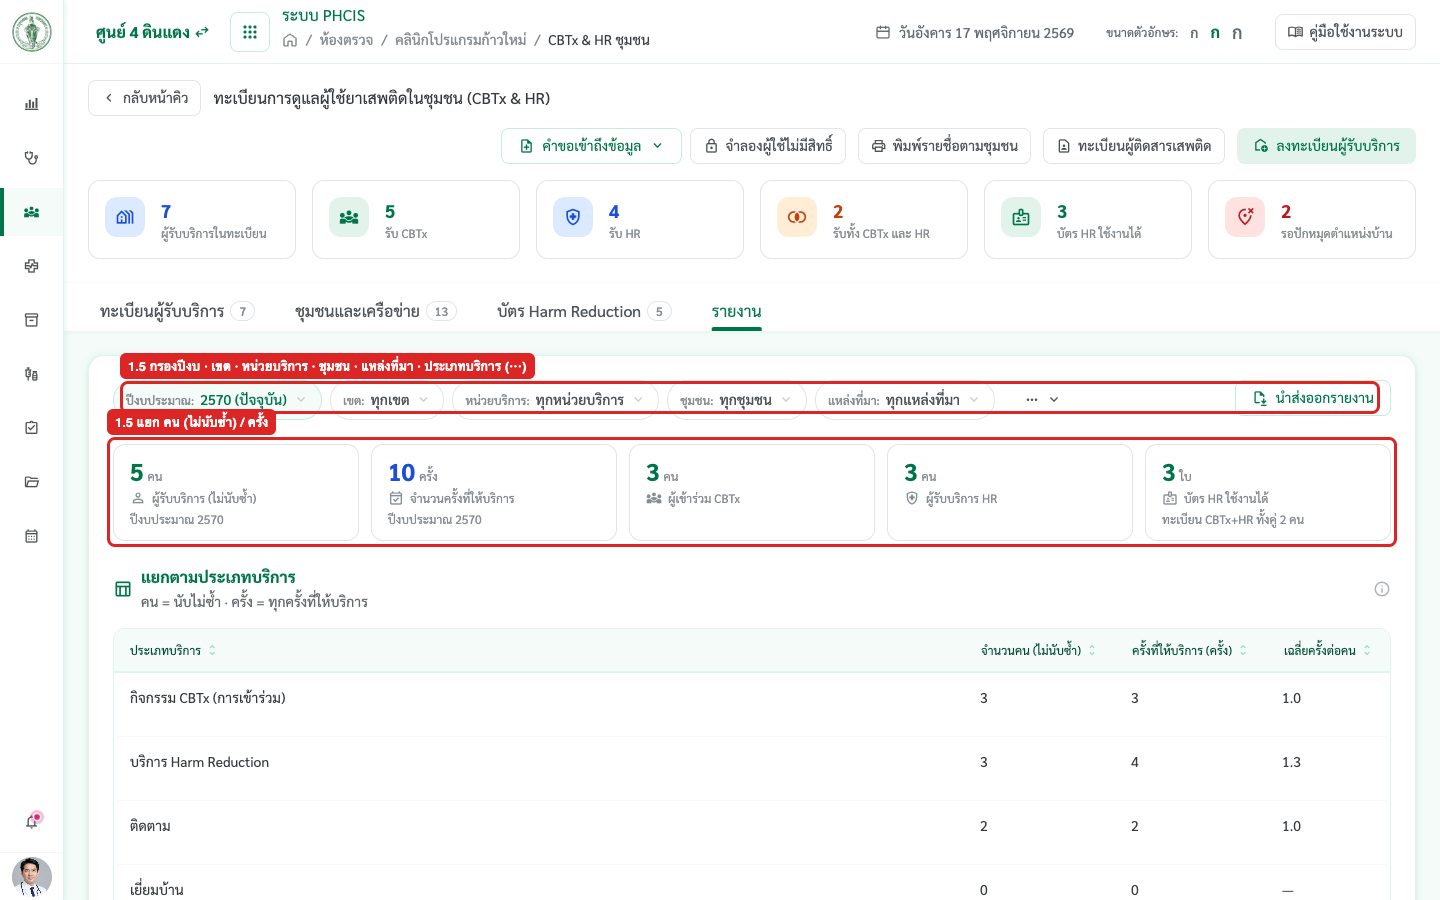 ศูนย์ 4 ดินแดง
ระบบ PHCIS
/ ห้องตรวจ / คลินิกโปรแกรมก้าวใหม่ / CBTx & HR ชุมชน
วันอังคาร 17 พฤศจิกายน 2569
ขนาดตัวอักษร: ก ก ก
คู่มือใช้งานระบบ
กลับหน้าคิว
ทะเบียนการดูแลผู้ใช้ยาเสพติดในชุมชน (CBTx & HR)
คำขอเข้าถึงข้อมูล
จำลองผู้ใช้ไม่มีสิทธิ์
พิมพ์รายชื่อตามชุมชน
ทะเบียนผู้ติดสารเสพติด
ลงทะเบียนผู้รับบริการ
7
ผู้รับบริการในทะเบียน
5
รับ CBTx
4
รับ HR
2
รับทั้ง CBTx และ HR
3
บัตร HR ใช้งานได้
2
รอปักหมุดตำแหน่งบ้าน
ทะเบียนผู้รับบริการ 7
ชุมชนและเครือข่าย 13
บัตร Harm Reduction 5
รายงาน
1.5 กรองปีงบ · เขต · หน่วยบริการ · ชุมชน · แหล่งที่มา · ประเภทบริการ (⋯)
ปีงบประมาณ: 2570 (ปัจจุบัน)
เขต: ทุกเขต
หน่วยบริการ: ทุกหน่วยบริการ
ชุมชน: ทุกชุมชน
แหล่งที่มา: ทุกแหล่งที่มา
⋯
นำส่งออกรายงาน
1.5 แยก คน (ไม่นับซ้ำ) / ครั้ง
5 คน
ผู้รับบริการ (ไม่นับซ้ำ)
ปีงบประมาณ 2570
10 ครั้ง
จำนวนครั้งที่ให้บริการ
ปีงบประมาณ 2570
3 คน
ผู้เข้าร่วม CBTx
3 คน
ผู้รับบริการ HR
3 ใบ
บัตร HR ใช้งานได้
ทะเบียน CBTx+HR ทั้งคู่ 2 คน
แยกตามประเภทบริการ
คน = นับไม่ซ้ำ · ครั้ง = ทุกครั้งที่ให้บริการ
ประเภทบริการ จำนวนคน (ไม่นับซ้ำ) ครั้งที่ให้บริการ (ครั้ง) เฉลี่ยครั้งต่อคน
กิจกรรม CBTx (การเข้าร่วม) 3 3 1.0
บริการ Harm Reduction 3 4 1.3
ติดตาม 2 2 1.0
เยี่ยมบ้าน 0 0 —